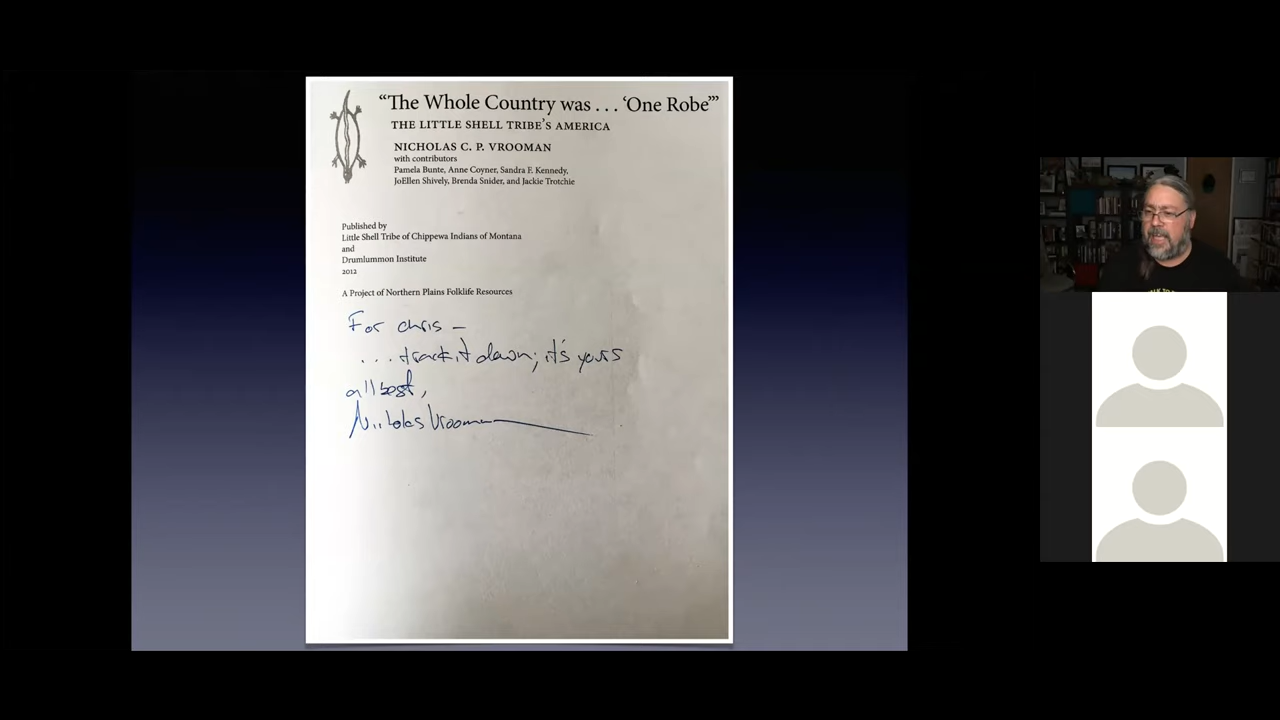 “The Whole Country was . . . ‘One Robe’”
THE LITTLE SHELL TRIBE’S AMERICA
NICHOLAS C. P. VROOMAN
with contributors
Pamela Bunte, Anne Coyner, Sandra F. Kennedy,
JoEllen Shively, Brenda Snider, and Jackie Trotchie
Published by
Little Shell Tribe of Chippewa Indians of Montana
and
Drumlummon Institute
2012
A Project of Northern Plains Folklife Resources
For Chris –
. . . track it down; it's yours
all best,
Nicholas Vrooman